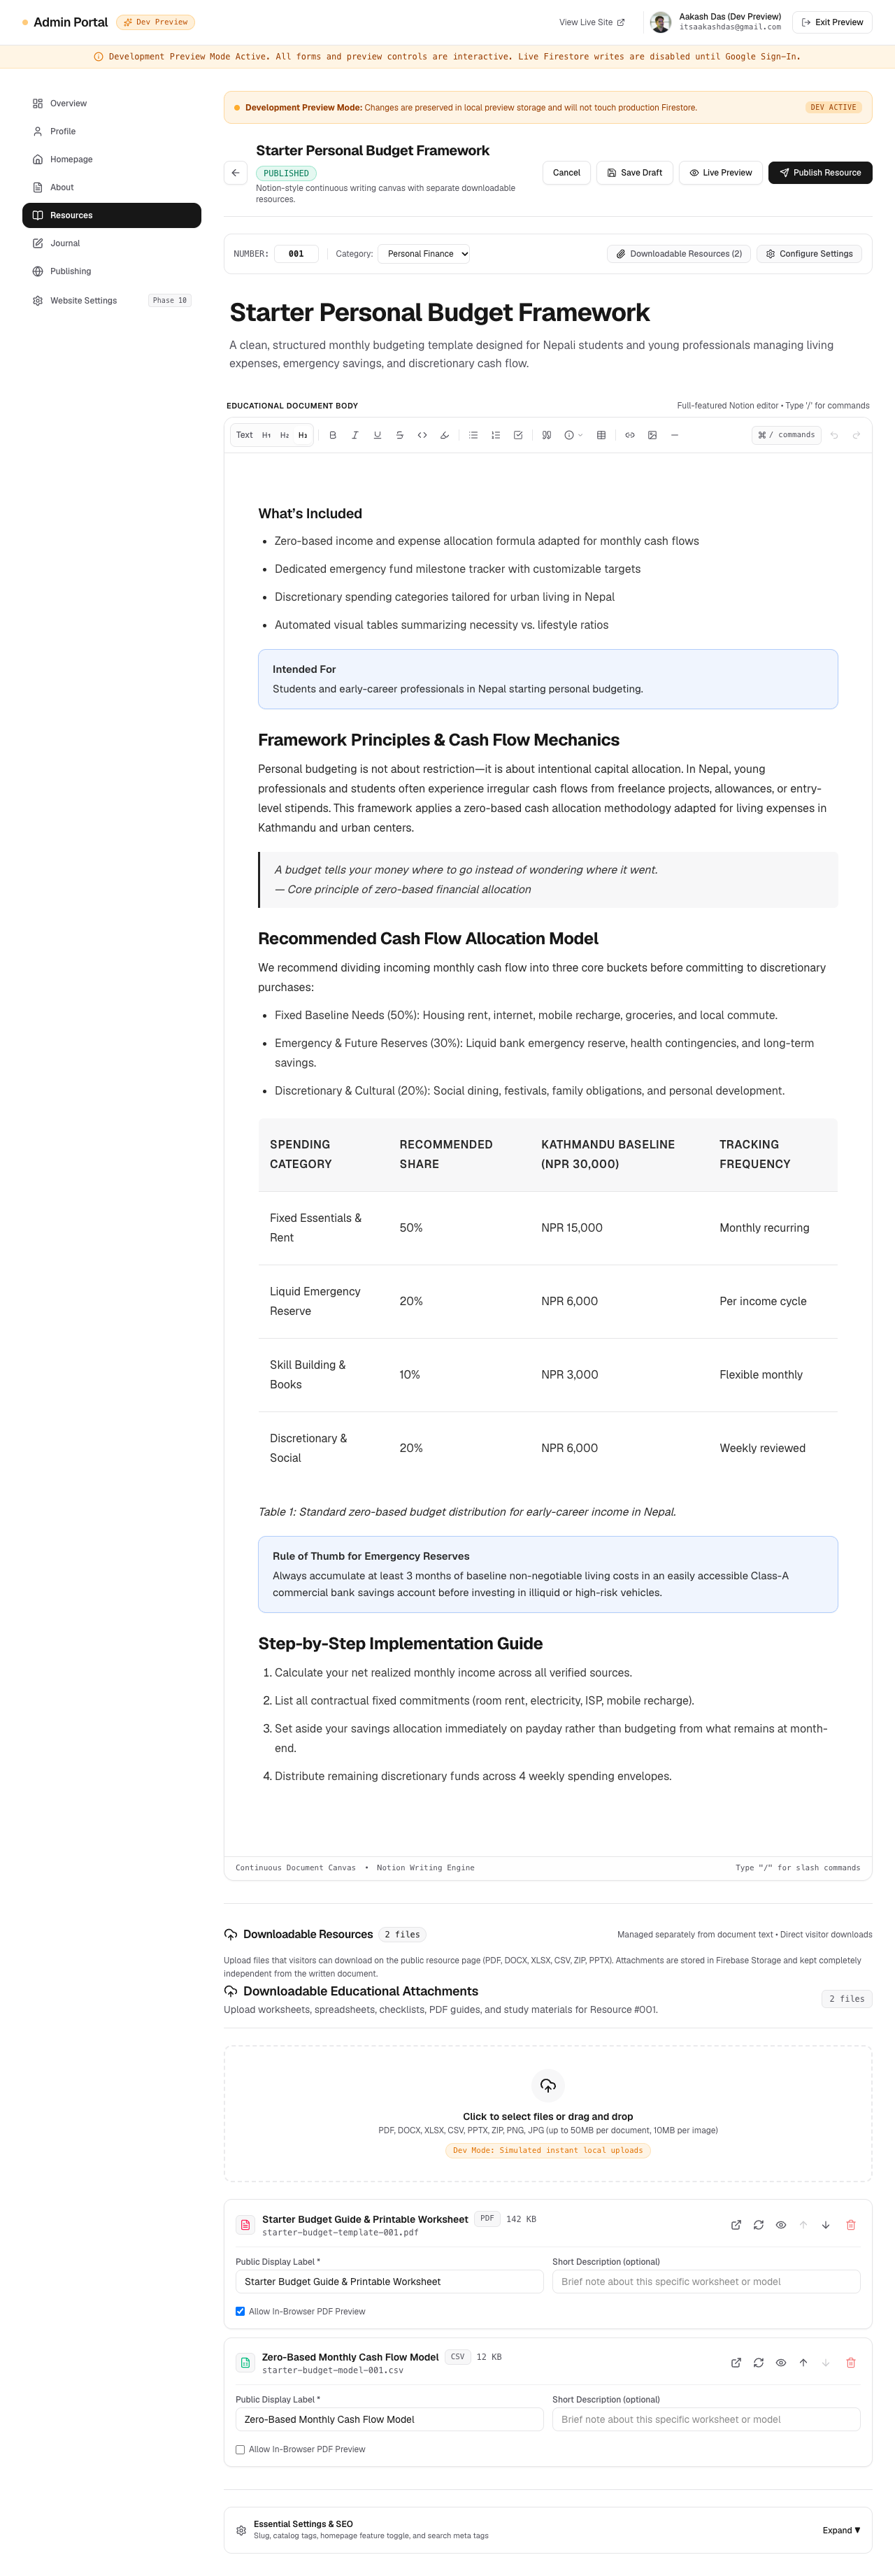 Admin Portal
Dev Preview
View Live Site
Aakash Das (Dev Preview)
itsaakashdas@gmail.com
Exit Preview
Development Preview Mode Active. All forms and preview controls are interactive. Live Firestore writes are disabled until Google Sign-In.
Overview
Profile
Homepage
About
Resources
Journal
Publishing
Website Settings
Phase 10
Development Preview Mode: Changes are preserved in local preview storage and will not touch production Firestore.
DEV ACTIVE
Starter Personal Budget Framework
PUBLISHED
Notion-style continuous writing canvas with separate downloadable
resources.
Cancel
Save Draft
Live Preview
Publish Resource
NUMBER:
001
Category:
Personal Finance
Downloadable Resources (2)
Configure Settings
Starter Personal Budget Framework
A clean, structured monthly budgeting template designed for Nepali students and young professionals managing living
expenses, emergency savings, and discretionary cash flow.
EDUCATIONAL DOCUMENT BODY
Full-featured Notion editor • Type '/' for commands
Text H1 H2 H3
⌘ / commands
What's Included
• Zero-based income and expense allocation formula adapted for monthly cash flows
• Dedicated emergency fund milestone tracker with customizable targets
• Discretionary spending categories tailored for urban living in Nepal
• Automated visual tables summarizing necessity vs. lifestyle ratios
Intended For
Students and early-career professionals in Nepal starting personal budgeting.
Framework Principles & Cash Flow Mechanics
Personal budgeting is not about restriction—it is about intentional capital allocation. In Nepal, young
professionals and students often experience irregular cash flows from freelance projects, allowances, or entry-
level stipends. This framework applies a zero-based cash allocation methodology adapted for living expenses in
Kathmandu and urban centers.
A budget tells your money where to go instead of wondering where it went.
— Core principle of zero-based financial allocation
Recommended Cash Flow Allocation Model
We recommend dividing incoming monthly cash flow into three core buckets before committing to discretionary
purchases:
• Fixed Baseline Needs (50%): Housing rent, internet, mobile recharge, groceries, and local commute.
• Emergency & Future Reserves (30%): Liquid bank emergency reserve, health contingencies, and long-term
savings.
• Discretionary & Cultural (20%): Social dining, festivals, family obligations, and personal development.
SPENDING CATEGORY
RECOMMENDED SHARE
KATHMANDU BASELINE (NPR 30,000)
TRACKING FREQUENCY
Fixed Essentials & Rent
50%
NPR 15,000
Monthly recurring
Liquid Emergency Reserve
20%
NPR 6,000
Per income cycle
Skill Building & Books
10%
NPR 3,000
Flexible monthly
Discretionary & Social
20%
NPR 6,000
Weekly reviewed
Table 1: Standard zero-based budget distribution for early-career income in Nepal.
Rule of Thumb for Emergency Reserves
Always accumulate at least 3 months of baseline non-negotiable living costs in an easily accessible Class-A
commercial bank savings account before investing in illiquid or high-risk vehicles.
Step-by-Step Implementation Guide
1. Calculate your net realized monthly income across all verified sources.
2. List all contractual fixed commitments (room rent, electricity, ISP, mobile recharge).
3. Set aside your savings allocation immediately on payday rather than budgeting from what remains at month-
end.
4. Distribute remaining discretionary funds across 4 weekly spending envelopes.
Continuous Document Canvas • Notion Writing Engine
Type "/" for slash commands
Downloadable Resources
2 files
Managed separately from document text • Direct visitor downloads
Upload files that visitors can download on the public resource page (PDF, DOCX, XLSX, CSV, ZIP, PPTX). Attachments are stored in Firebase Storage and kept completely
independent from the written document.
Downloadable Educational Attachments
Upload worksheets, spreadsheets, checklists, PDF guides, and study materials for Resource #001.
2 files
Click to select files or drag and drop
PDF, DOCX, XLSX, CSV, PPTX, ZIP, PNG, JPG (up to 50MB per document, 10MB per image)
Dev Mode: Simulated instant local uploads
Starter Budget Guide & Printable Worksheet
PDF
142 KB
starter-budget-template-001.pdf
Public Display Label *
Short Description (optional)
Starter Budget Guide & Printable Worksheet
Brief note about this specific worksheet or model
Allow In-Browser PDF Preview
Zero-Based Monthly Cash Flow Model
CSV
12 KB
starter-budget-model-001.csv
Public Display Label *
Short Description (optional)
Zero-Based Monthly Cash Flow Model
Brief note about this specific worksheet or model
Allow In-Browser PDF Preview
Essential Settings & SEO
Slug, catalog tags, homepage feature toggle, and search meta tags
Expand ▼